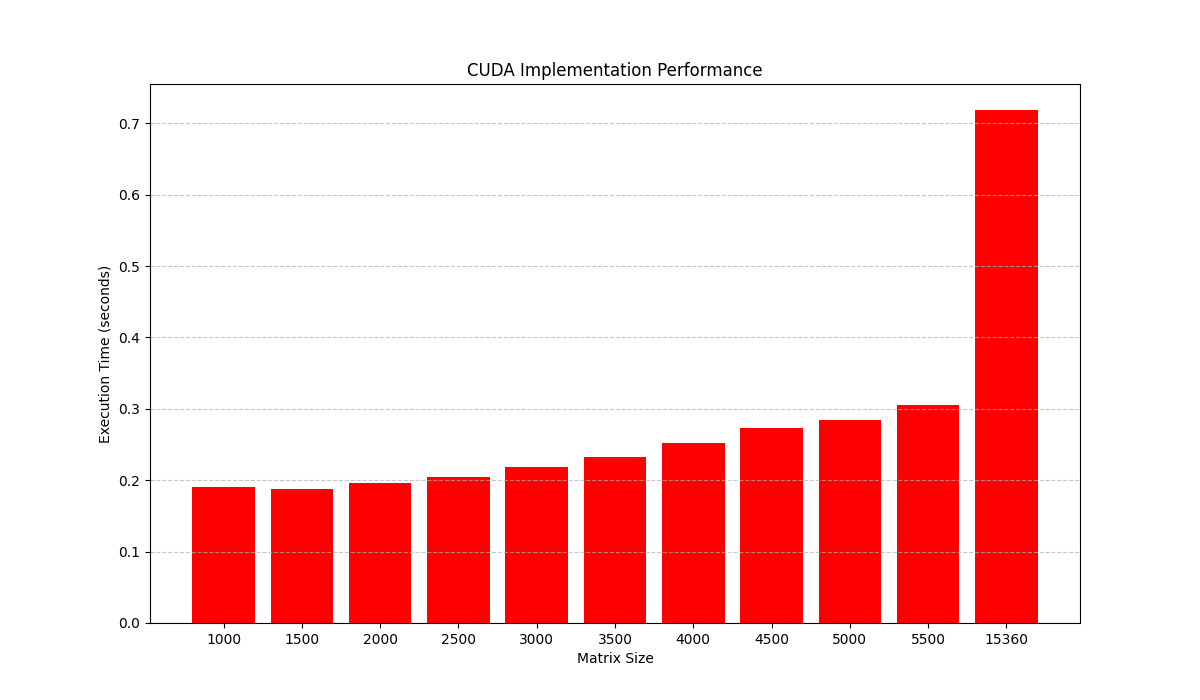 CUDA Implementation Performance
0.7
0.6
0.5
0.4
0.3
0.2
0.1
0.0
Execution Time (seconds)
1000 1500 2000 2500 3000 3500 4000 4500 5000 5500 15360
Matrix Size